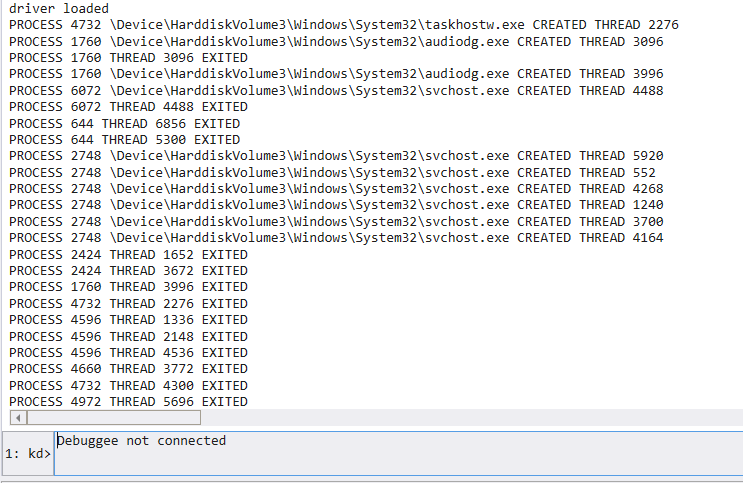 driver loaded
PROCESS 4732 \Device\HarddiskVolume3\Windows\System32\taskhostw.exe CREATED THREAD 2276
PROCESS 1760 \Device\HarddiskVolume3\Windows\System32\audiodg.exe CREATED THREAD 3096
PROCESS 1760 THREAD 3096 EXITED
PROCESS 1760 \Device\HarddiskVolume3\Windows\System32\audiodg.exe CREATED THREAD 3996
PROCESS 6072 \Device\HarddiskVolume3\Windows\System32\svchost.exe CREATED THREAD 4488
PROCESS 6072 THREAD 4488 EXITED
PROCESS 644 THREAD 6856 EXITED
PROCESS 644 THREAD 5300 EXITED
PROCESS 2748 \Device\HarddiskVolume3\Windows\System32\svchost.exe CREATED THREAD 5920
PROCESS 2748 \Device\HarddiskVolume3\Windows\System32\svchost.exe CREATED THREAD 552
PROCESS 2748 \Device\HarddiskVolume3\Windows\System32\svchost.exe CREATED THREAD 4268
PROCESS 2748 \Device\HarddiskVolume3\Windows\System32\svchost.exe CREATED THREAD 1240
PROCESS 2748 \Device\HarddiskVolume3\Windows\System32\svchost.exe CREATED THREAD 3700
PROCESS 2748 \Device\HarddiskVolume3\Windows\System32\svchost.exe CREATED THREAD 4164
PROCESS 2424 THREAD 1652 EXITED
PROCESS 2424 THREAD 3672 EXITED
PROCESS 1760 THREAD 3996 EXITED
PROCESS 4732 THREAD 2276 EXITED
PROCESS 4596 THREAD 1336 EXITED
PROCESS 4596 THREAD 2148 EXITED
PROCESS 4596 THREAD 4536 EXITED
PROCESS 4660 THREAD 3772 EXITED
PROCESS 4732 THREAD 4300 EXITED
PROCESS 4972 THREAD 5696 EXITED
Debuggee not connected
1: kd>